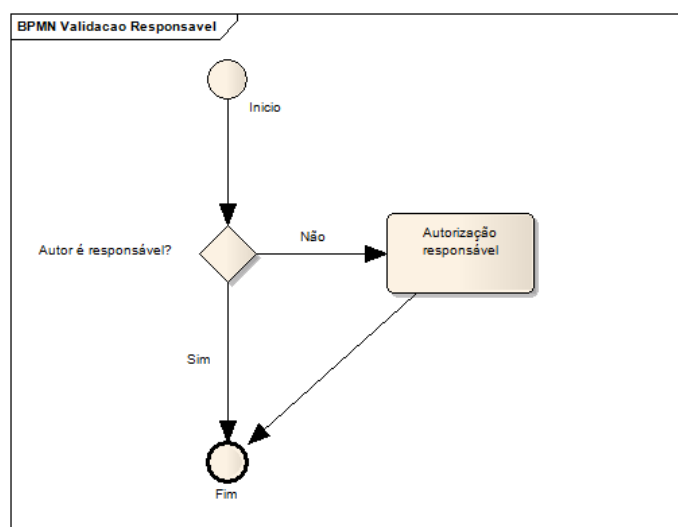 BPMN Validacao Responsavel
Inicio
Autor é responsável?
Não
Autorização
responsável
Sim
Fim